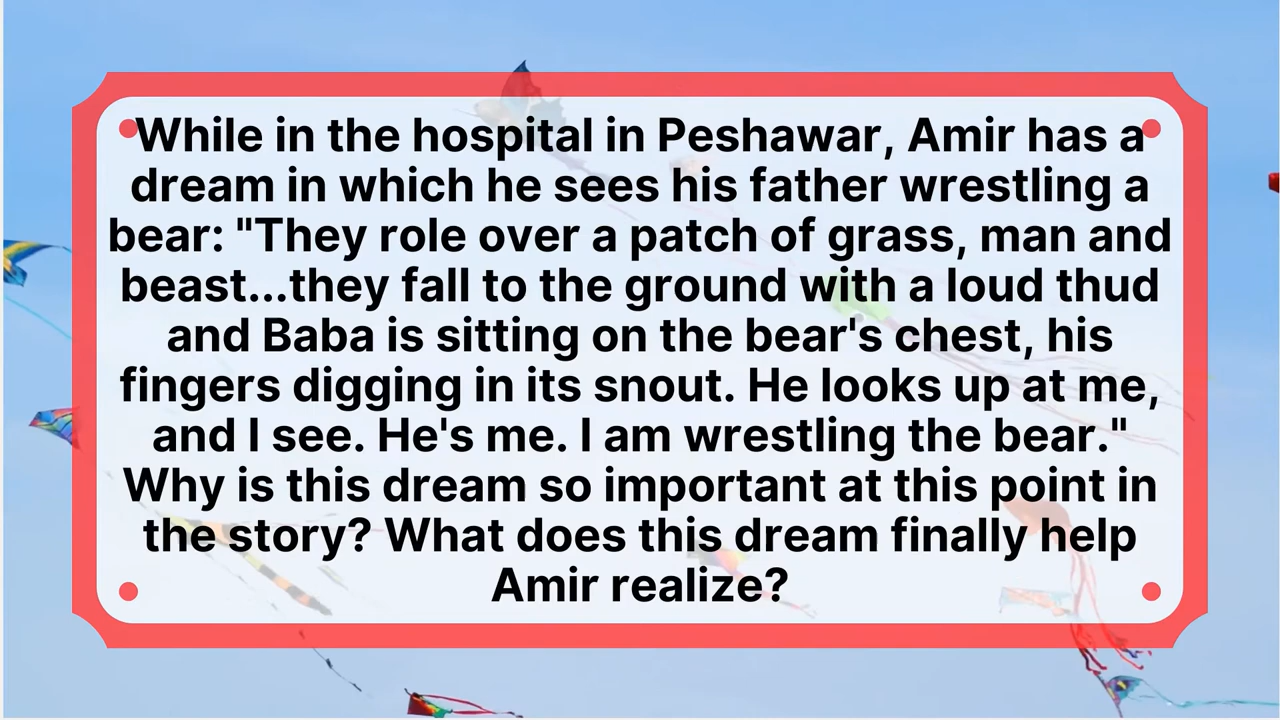 While in the hospital in Peshawar, Amir has a
dream in which he sees his father wrestling a
bear: "They role over a patch of grass, man and
beast...they fall to the ground with a loud thud
and Baba is sitting on the bear's chest, his
fingers digging in its snout. He looks up at me,
and I see. He's me. I am wrestling the bear."
Why is this dream so important at this point in
the story? What does this dream finally help
Amir realize?